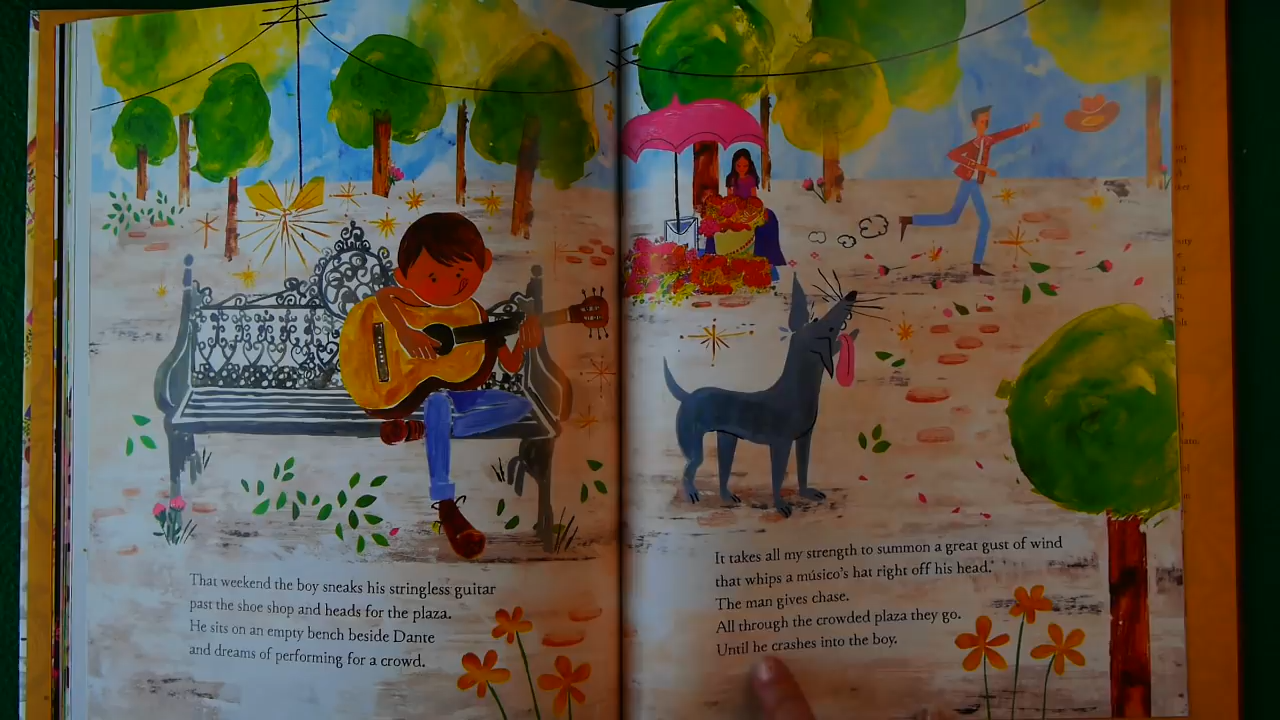 That weekend the boy sneaks his stringless guitar
past the shoe shop and heads for the plaza.
He sits on an empty bench beside Dante
and dreams of performing for a crowd.
It takes all my strength to summon a great gust of wind
that whips a músico's hat right off his head.
The man gives chase.
All through the crowded plaza they go.
Until he crashes into the boy.